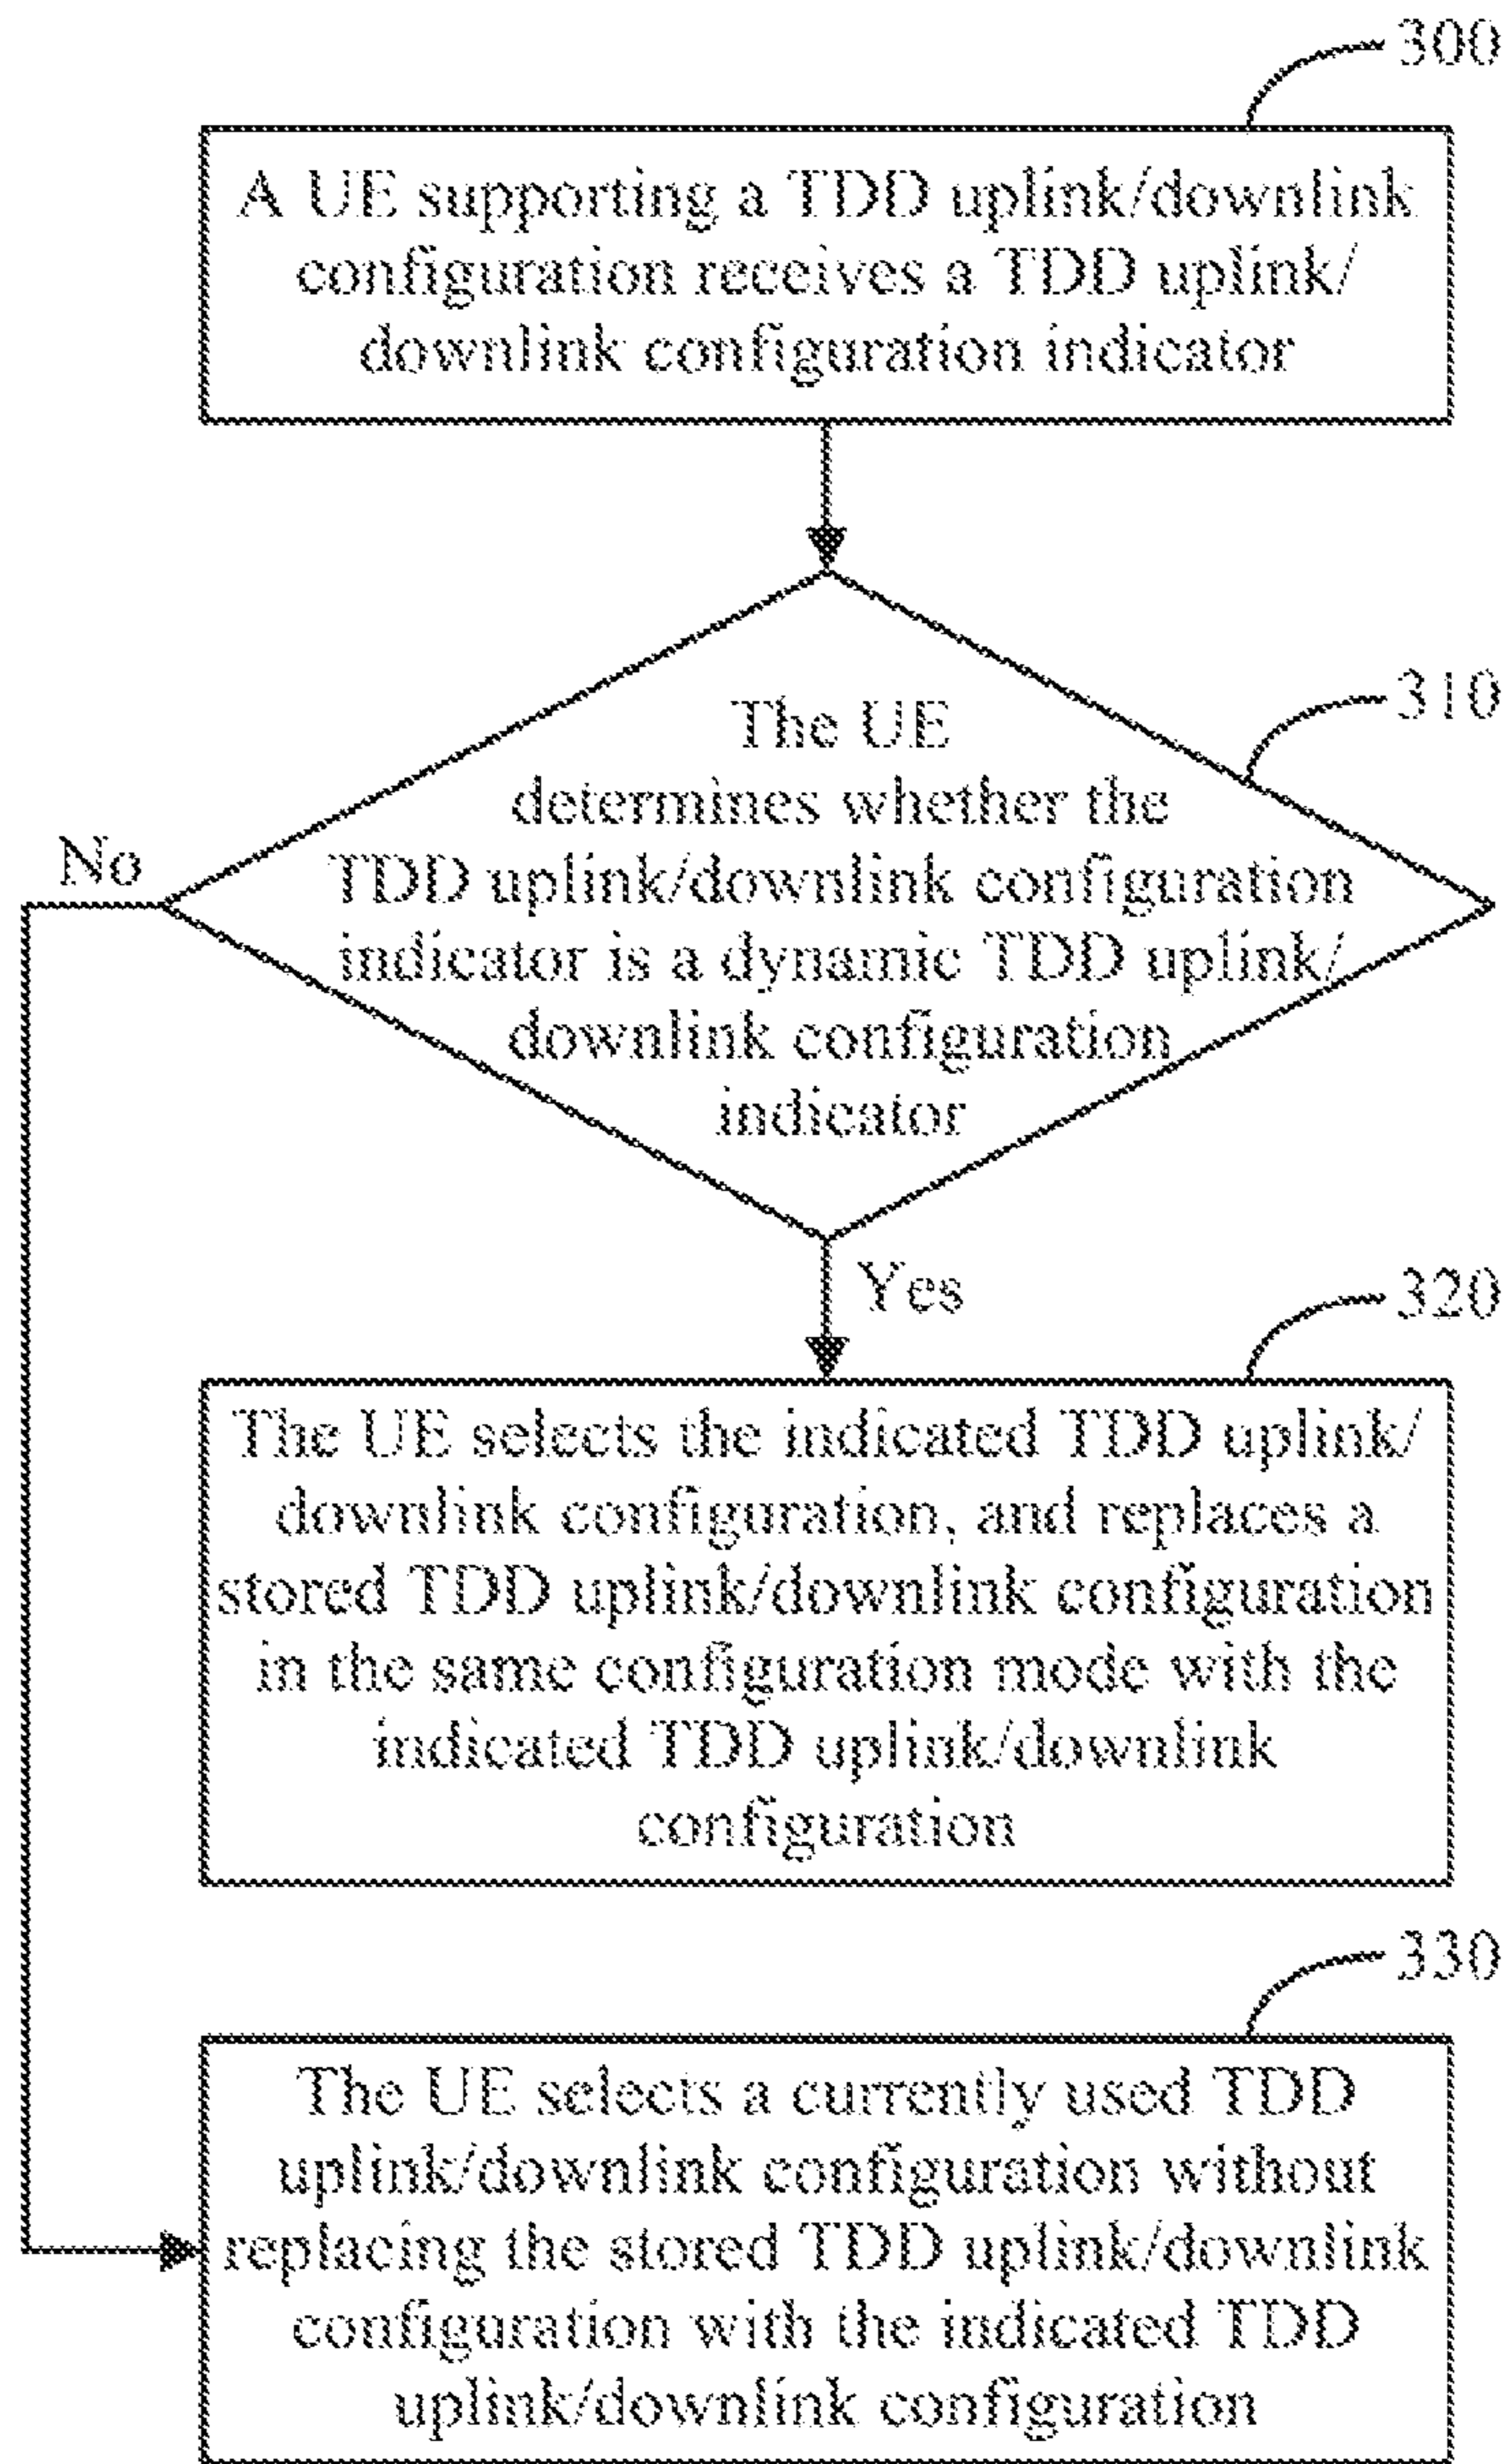 300
A UE supporting a TDD uplink/downlink
configuration receives a TDD uplink/
downlink configuration indicator
310
The UE
determines whether the
No
TDD uplink/downlink configuration
indicator is a dynamic TDD uplink/
downlink configuration
indicator
Yes
320
The UE selects the indicated TDD uplink/
downlink configuration, and replaces a
stored TDD uplink/downlink configuration
in the same configuration mode with the
indicated TDD uplink/downlink
configuration
330
The UE selects a currently used TDD
uplink/downlink configuration without
replacing the stored TDD uplink/downlink
configuration with the indicated TDD
uplink/downlink configuration